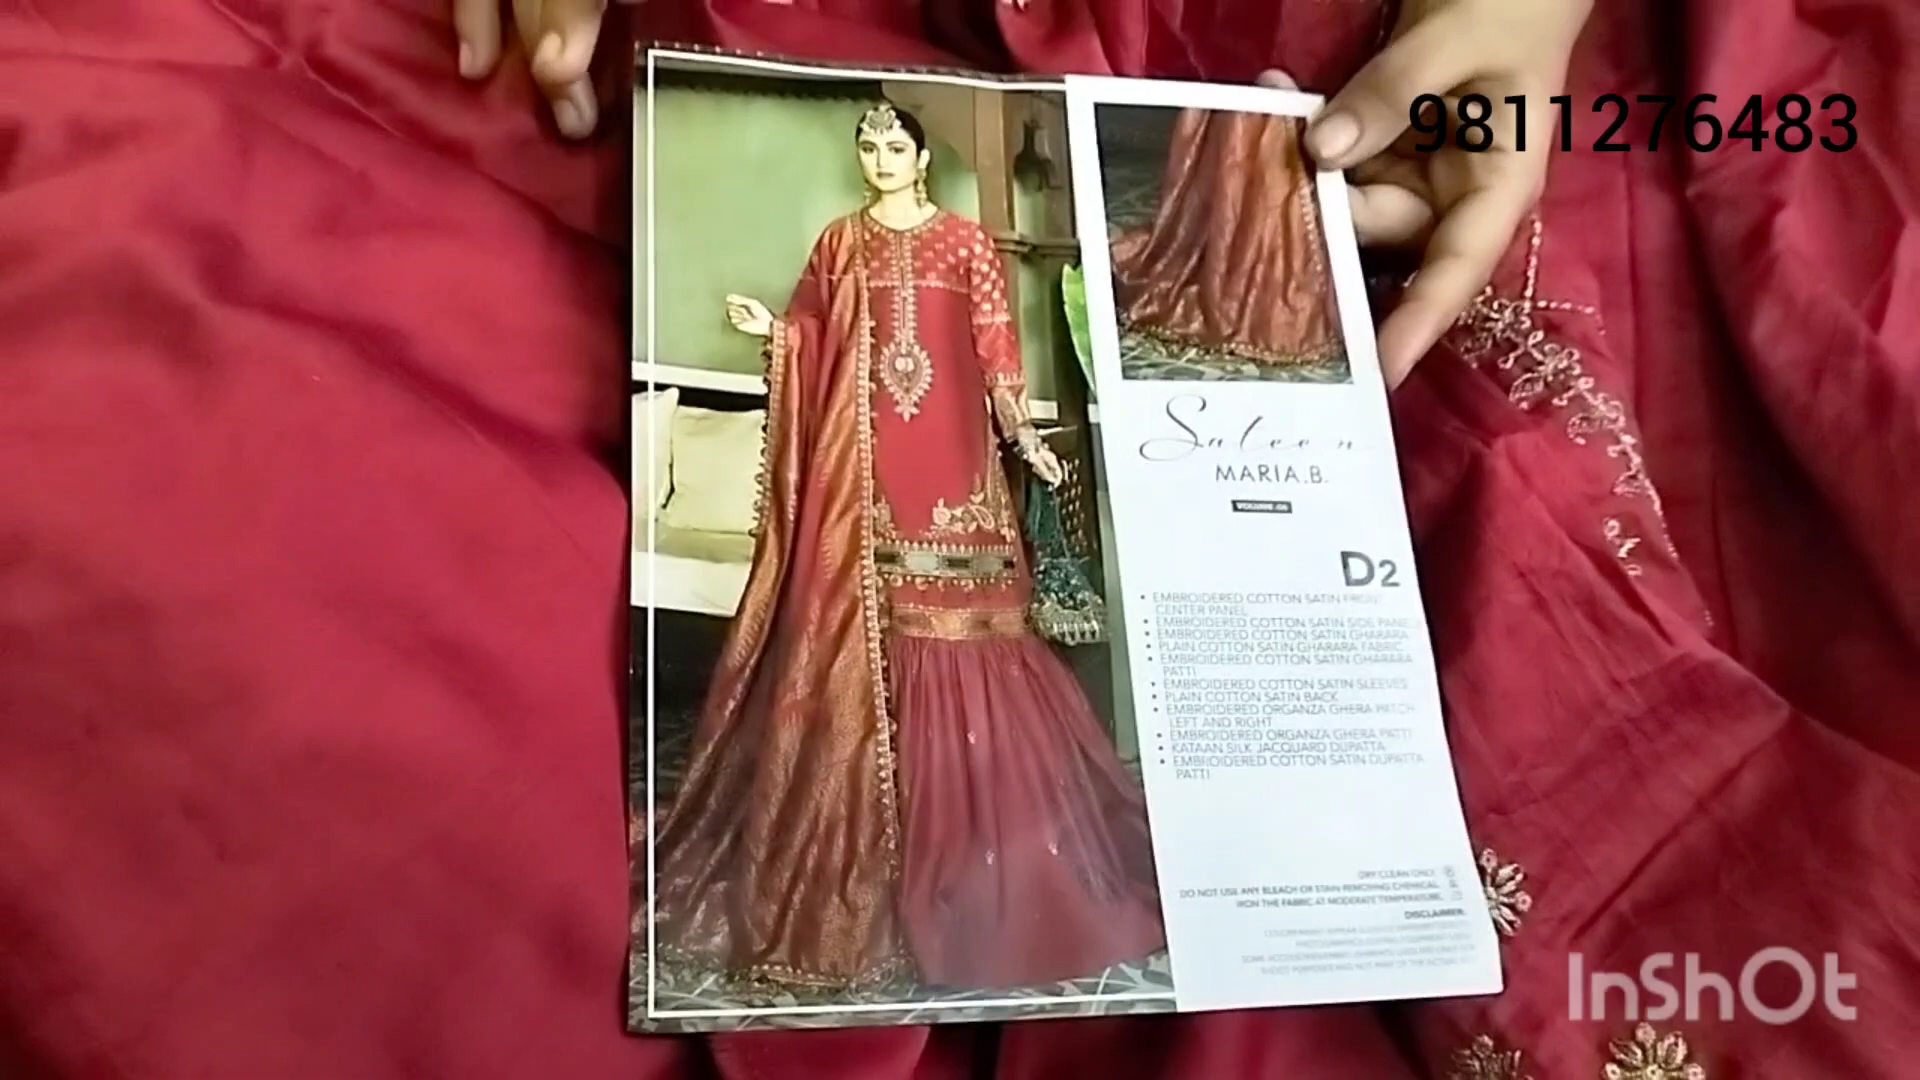 9811276483
Sateen
MARIA.B.
VOLUME.06
D2
• EMBROIDERED COTTON SATIN FRONT
CENTER PANEL
• EMBROIDERED COTTON SATIN SIDE PANELS
• EMBROIDERED COTTON SATIN GHARARA
• PLAIN COTTON SATIN GHARARA FABRIC
• EMBROIDERED COTTON SATIN GHARARA
PATTI
• EMBROIDERED COTTON SATIN SLEEVES
• PLAIN COTTON SATIN BACK
• EMBROIDERED ORGANZA GHERA PATCH
LEFT AND RIGHT
• EMBROIDERED ORGANZA GHERA PATTI
• KATAAN SILK JACQUARD DUPATTA
• EMBROIDERED COTTON SATIN DUPATTA
PATTI
DRY CLEAN ONLY.
DO NOT USE ANY BLEACH OR STAIN REMOVING CHEMICAL.
IRON THE FABRIC AT MODERATE TEMPERATURE.
DISCLAIMER:
InShOt